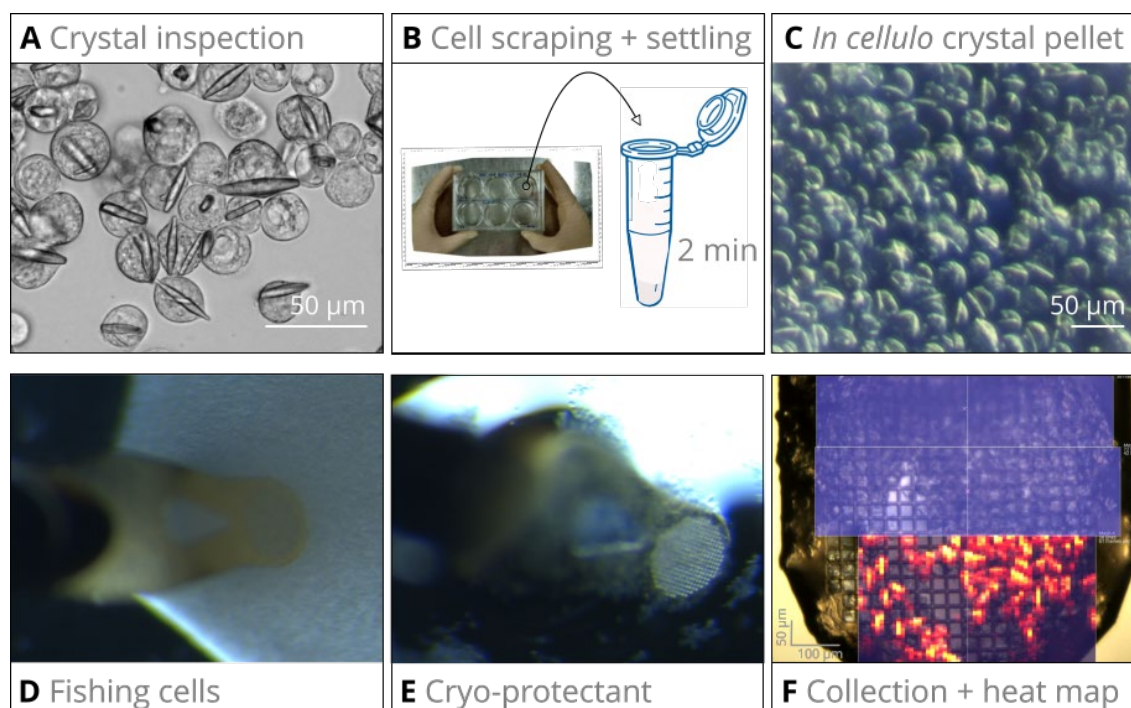 A Crystal inspection
B Cell scraping + settling
C In cellulo crystal pellet
50 µm
2 min
50 µm
50 µm
100 µm
D Fishing cells
E Cryo-protectant
F Collection + heat map